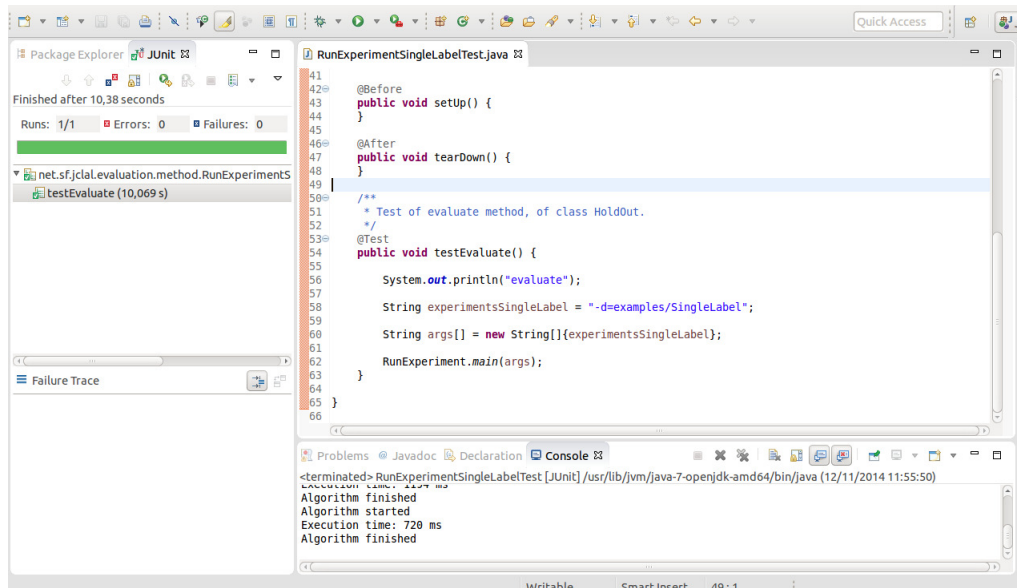 Quick Access
Package Explorer JUnit
Finished after 10,38 seconds
Runs: 1/1 Errors: 0 Failures: 0
net.sf.jclal.evaluation.method.RunExperimentS
testEvaluate (10,069 s)
Failure Trace
RunExperimentSingleLabelTest.java
41
42 @Before
43 public void setUp() {
44 }
45
46 @After
47 public void tearDown() {
48 }
49
50 /**
51 * Test of evaluate method, of class HoldOut.
52 */
53 @Test
54 public void testEvaluate() {
55
56 System.out.println("evaluate");
57
58 String experimentsSingleLabel = "-d=examples/SingleLabel";
59
60 String args[] = new String[]{experimentsSingleLabel};
61
62 RunExperiment.main(args);
63 }
64
65 }
66
Problems @ Javadoc Declaration Console
<terminated> RunExperimentSingleLabelTest [JUnit] /usr/lib/jvm/java-7-openjdk-amd64/bin/java (12/11/2014 11:55:50)
Execution time: 1194 ms
Algorithm finished
Algorithm started
Execution time: 720 ms
Algorithm finished
Writable Smart Insert 49 : 1